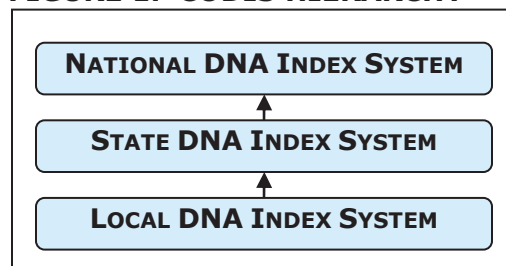 NATIONAL DNA INDEX SYSTEM
STATE DNA INDEX SYSTEM
LOCAL DNA INDEX SYSTEM